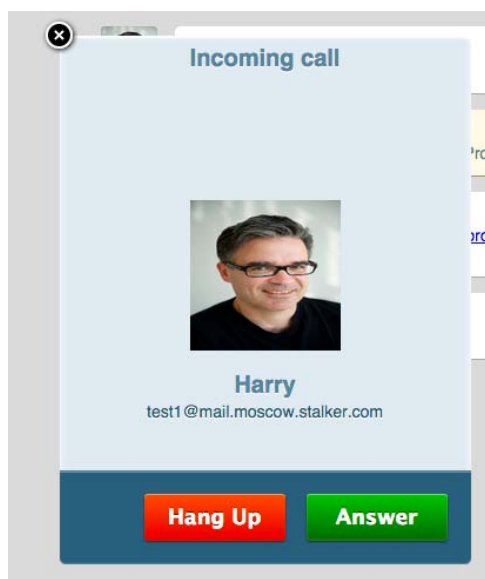 Incoming call
Harry
test1@mail.moscow.stalker.com
Hang Up
Answer